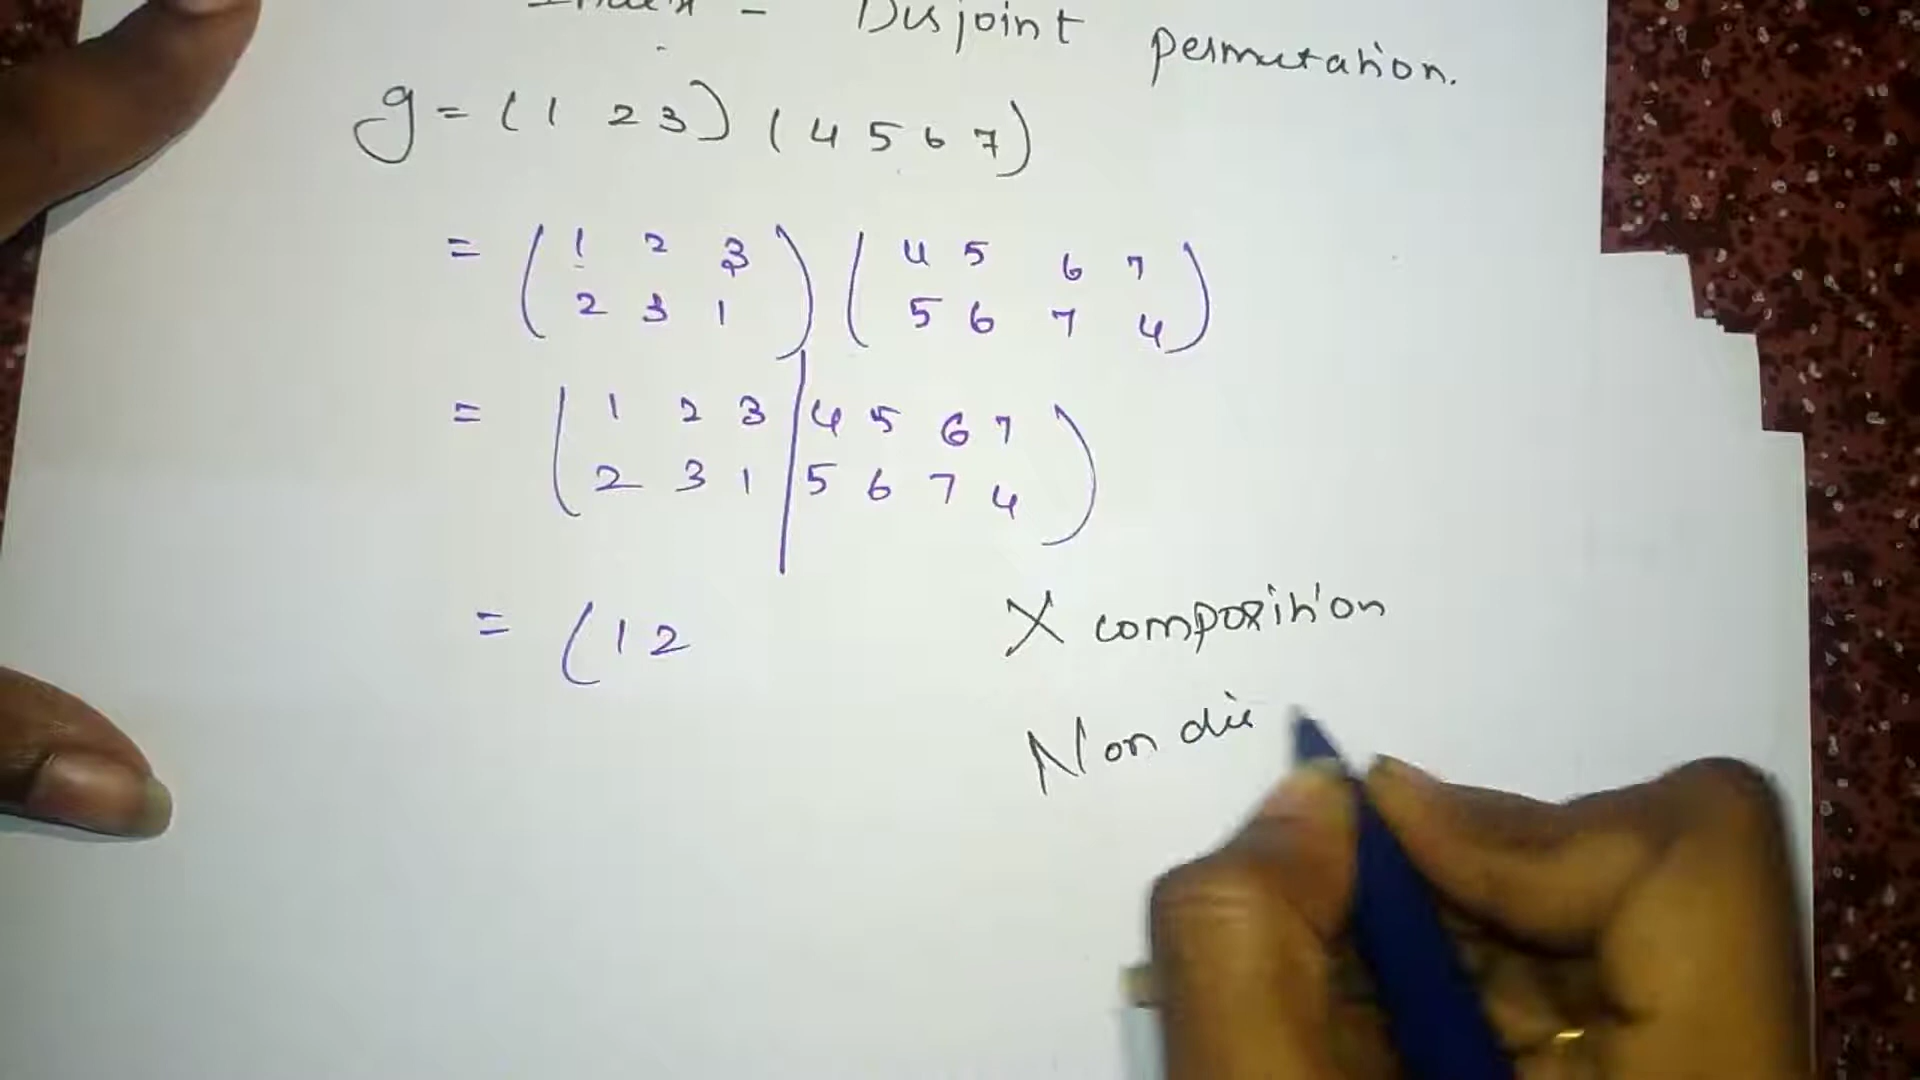 - Disjoint permutation.
g = (1 2 3) (4 5 6 7)
= (1 2 3) (4 5 6 7)
2 3 1 5 6 7 4
= (1 2 3 | 4 5 6 7)
2 3 1 | 5 6 7 4
= (1 2
X composition
Non dis